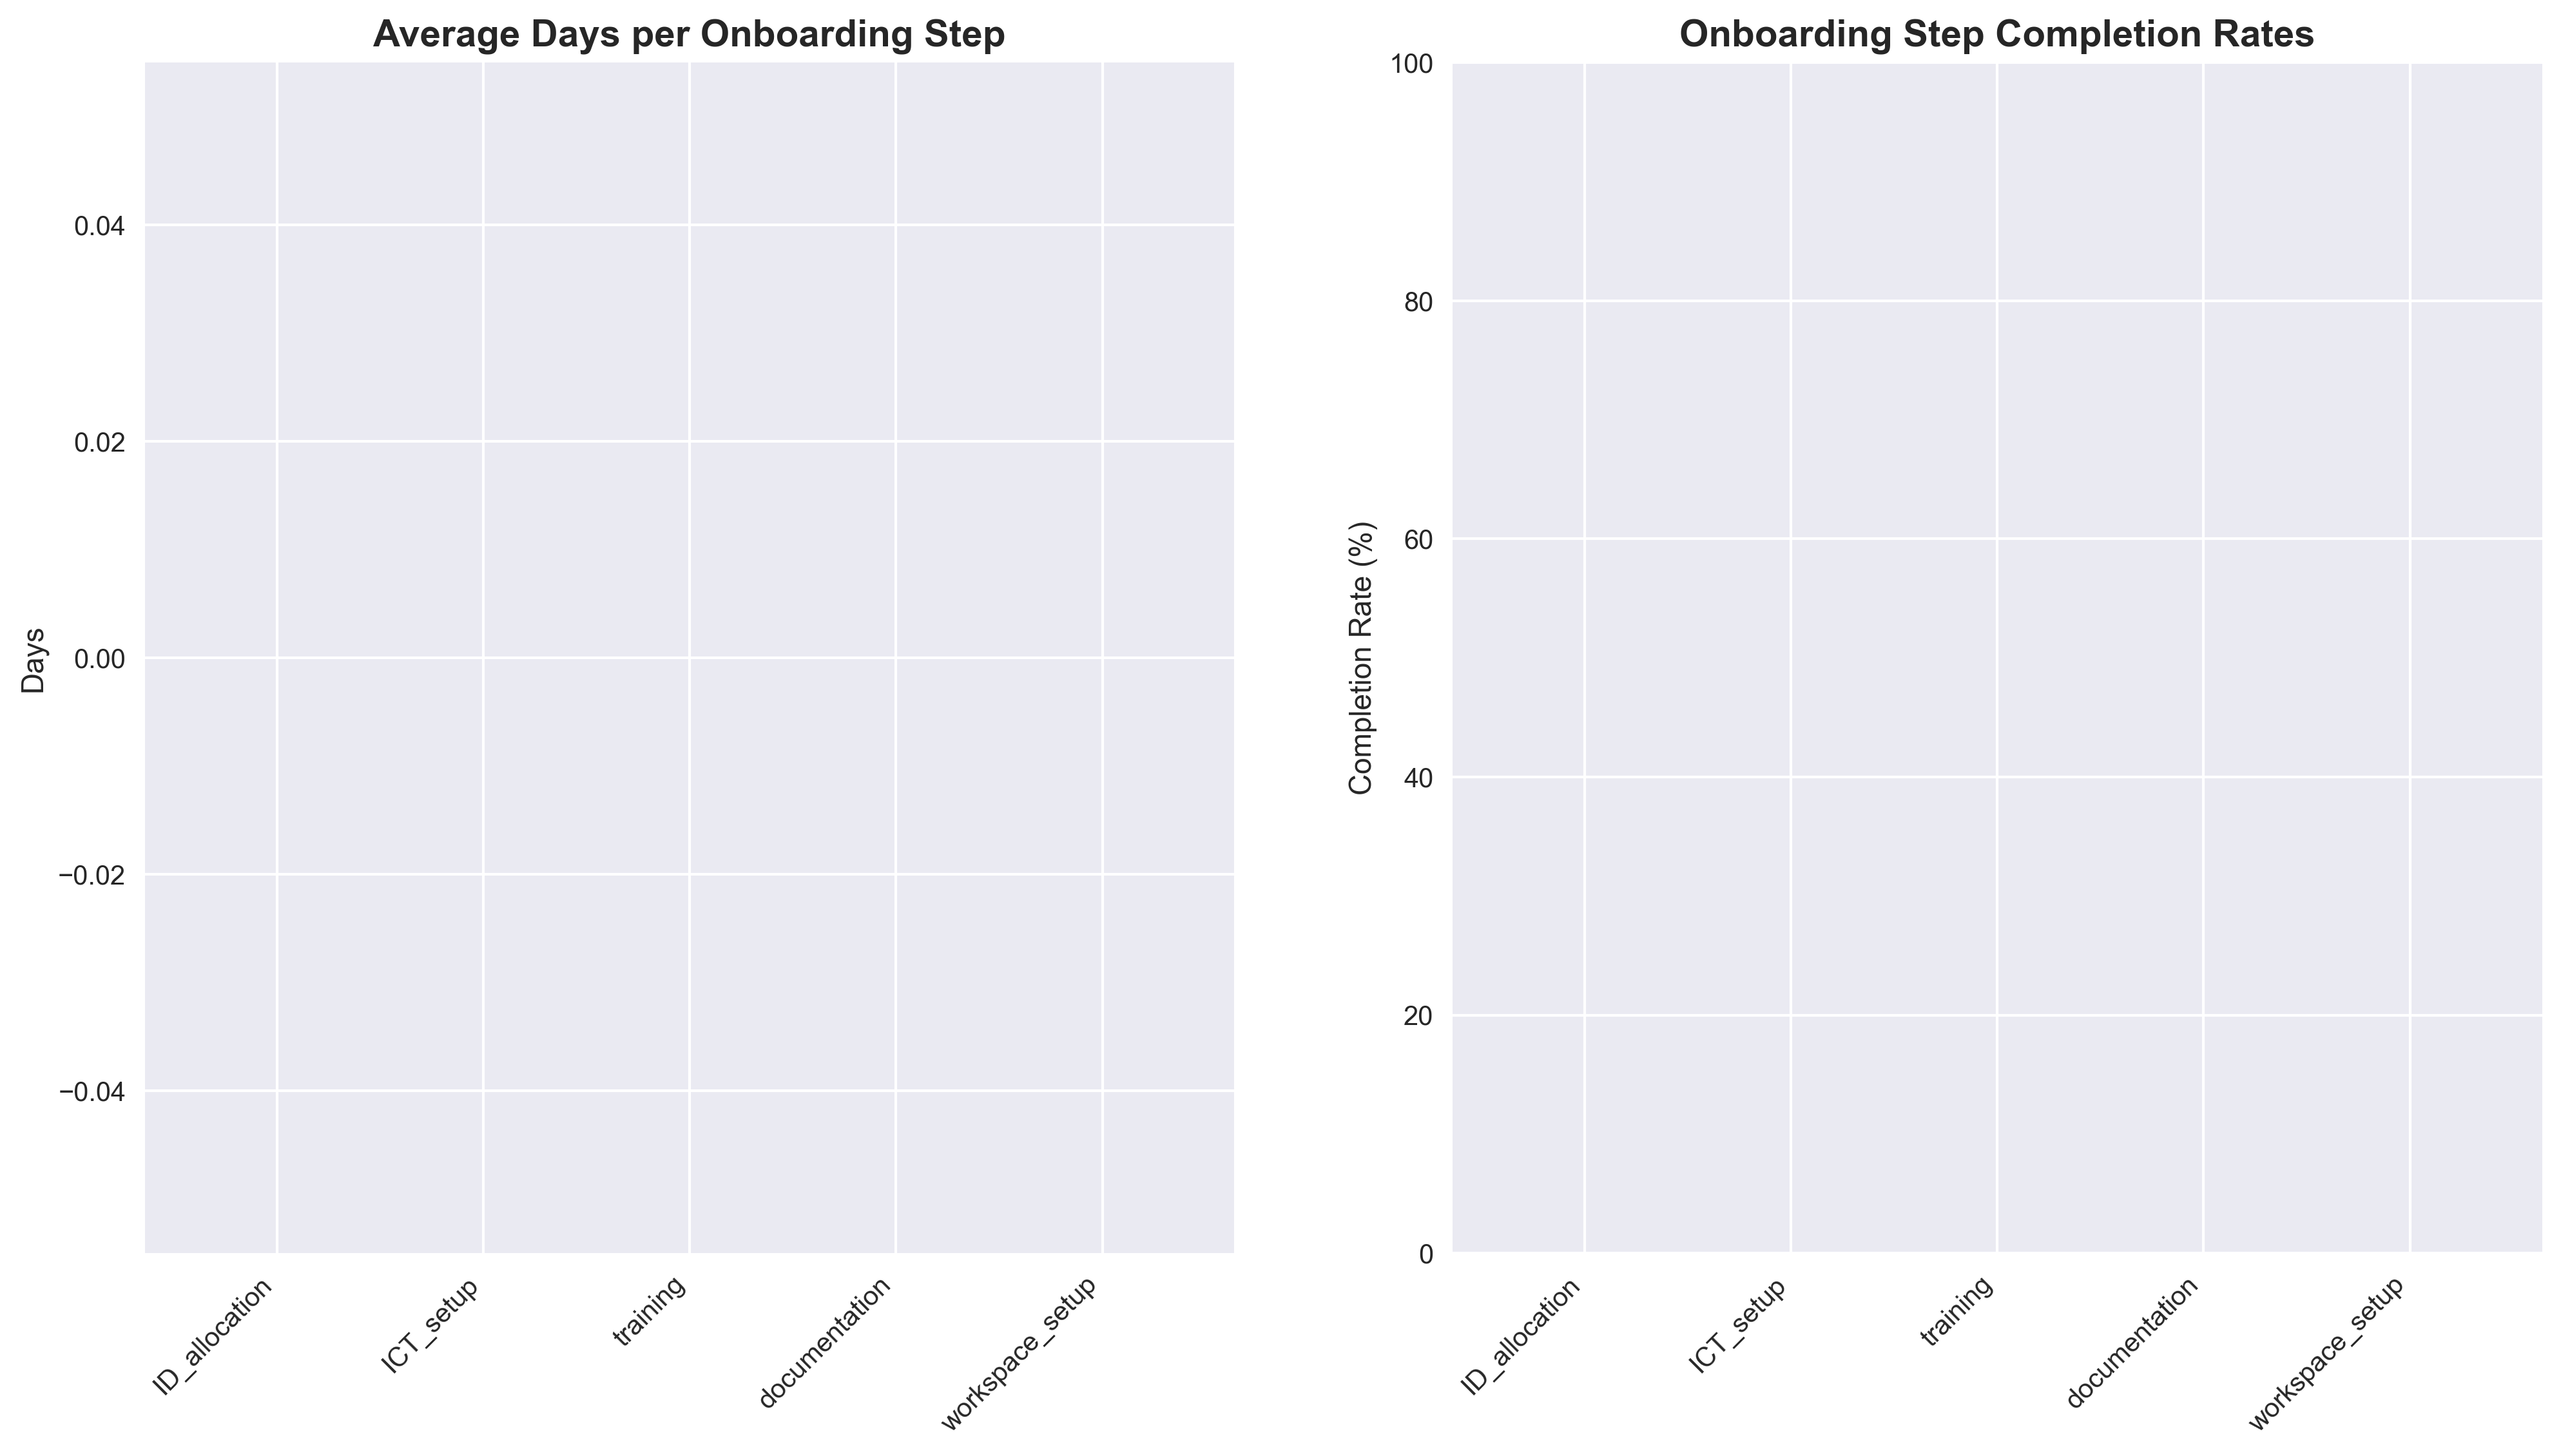 Average Days per Onboarding Step
Days
0.04
0.02
0.00
−0.02
−0.04
ID_allocation
ICT_setup
training
documentation
workspace_setup
Onboarding Step Completion Rates
Completion Rate (%)
100
80
60
40
20
0
ID_allocation
ICT_setup
training
documentation
workspace_setup